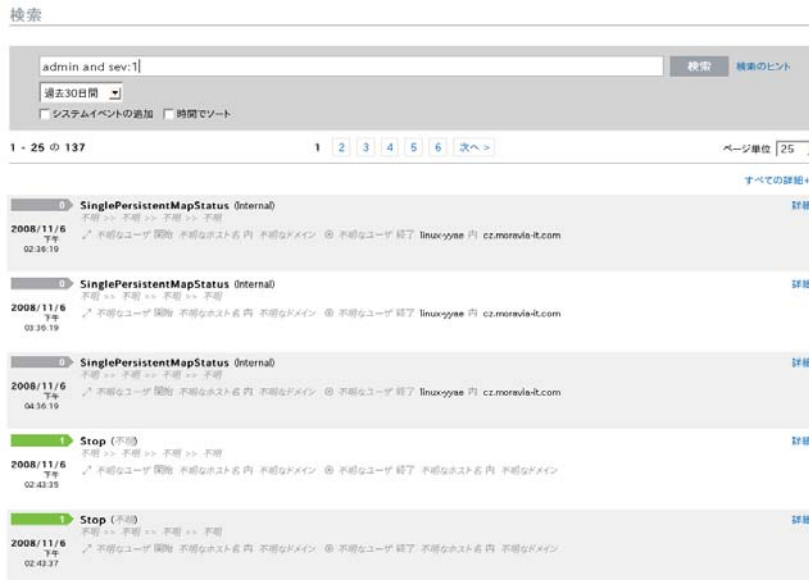 検索
admin and sev:1 検索 検索のヒント
過去30日間
システムイベントの追加 時間でソート
1 - 25 の 137 1 2 3 4 5 6 次へ > ページ単位 25
すべての詳細+
0 SinglePersistentMapStatus (Internal) 詳細
不明 >> 不明 >> 不明 >> 不明
2008/11/6 不明なユーザ 開始 不明なホスト名 内 不明なドメイン ⊙ 不明なユーザ 終了 linux-yyae 内 cz.moravia-it.com
下午
02:36:19
0 SinglePersistentMapStatus (Internal) 詳細
不明 >> 不明 >> 不明 >> 不明
2008/11/6 不明なユーザ 開始 不明なホスト名 内 不明なドメイン ⊙ 不明なユーザ 終了 linux-yyae 内 cz.moravia-it.com
下午
03:36:19
0 SinglePersistentMapStatus (Internal) 詳細
不明 >> 不明 >> 不明 >> 不明
2008/11/6 不明なユーザ 開始 不明なホスト名 内 不明なドメイン ⊙ 不明なユーザ 終了 linux-yyae 内 cz.moravia-it.com
下午
04:36:19
1 Stop (不明) 詳細
不明 >> 不明 >> 不明 >> 不明
2008/11/6 不明なユーザ 開始 不明なホスト名 内 不明なドメイン ⊙ 不明なユーザ 終了 不明なホスト名 内 不明なドメイン
下午
02:43:35
1 Stop (不明) 詳細
不明 >> 不明 >> 不明 >> 不明
2008/11/6 不明なユーザ 開始 不明なホスト名 内 不明なドメイン ⊙ 不明なユーザ 終了 不明なホスト名 内 不明なドメイン
下午
02:43:37